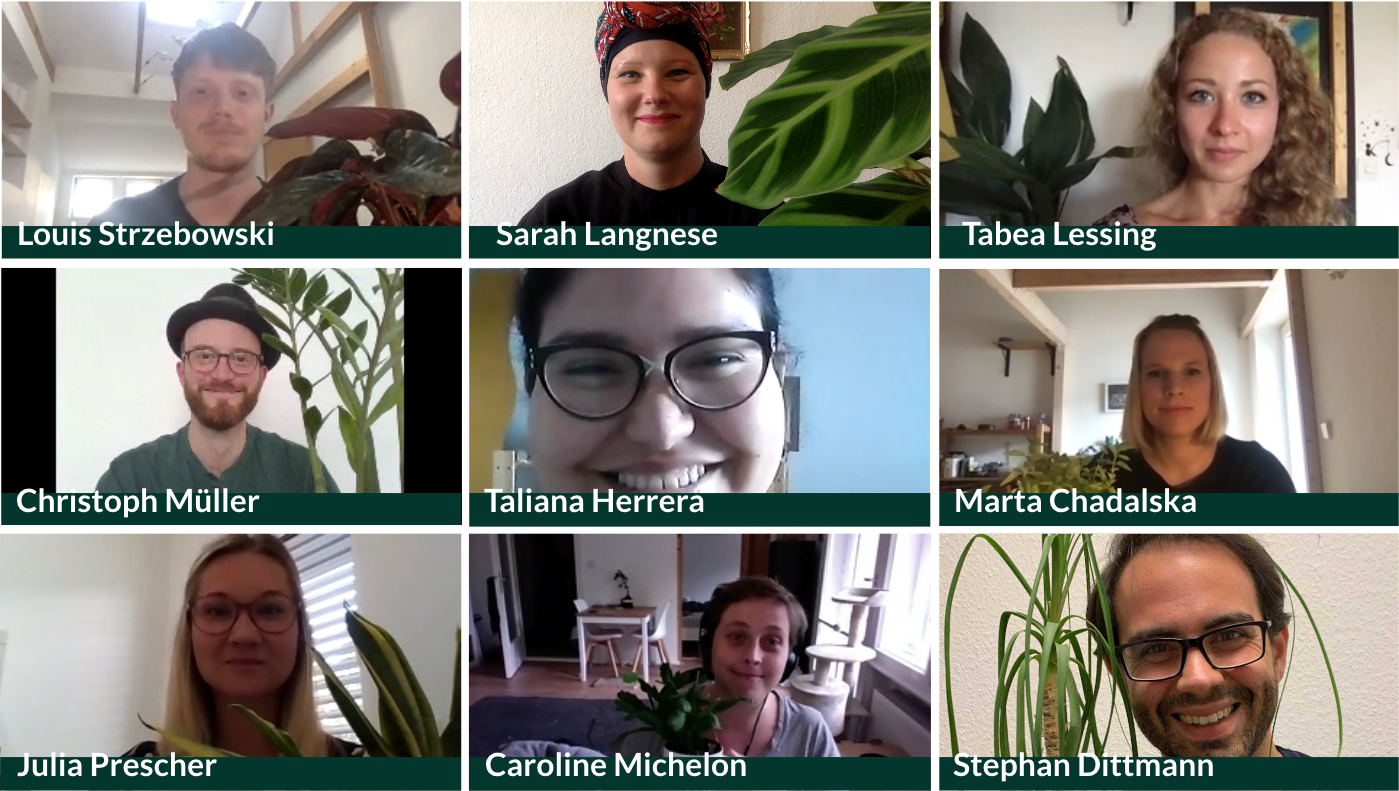 Louis Strzebowski
Sarah Langnese
Tabea Lessing
Christoph Müller
Taliana Herrera
Marta Chadalska
Julia Prescher
Caroline Michelon
Stephan Dittmann